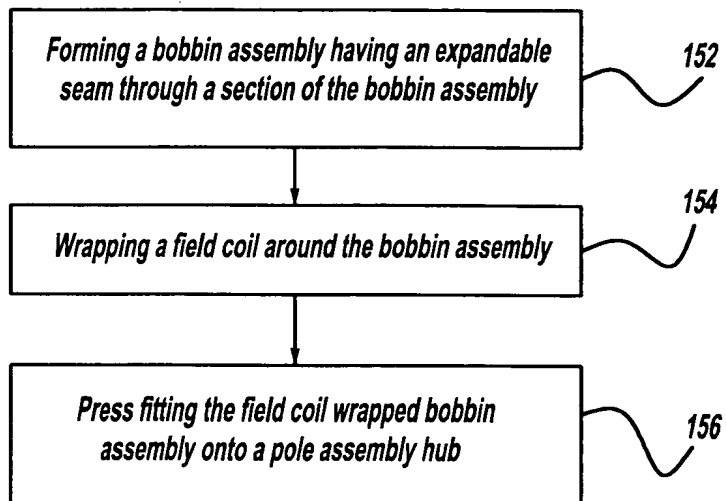 Forming a bobbin assembly having an expandable
seam through a section of the bobbin assembly
152
Wrapping a field coil around the bobbin assembly
154
Press fitting the field coil wrapped bobbin
assembly onto a pole assembly hub
156